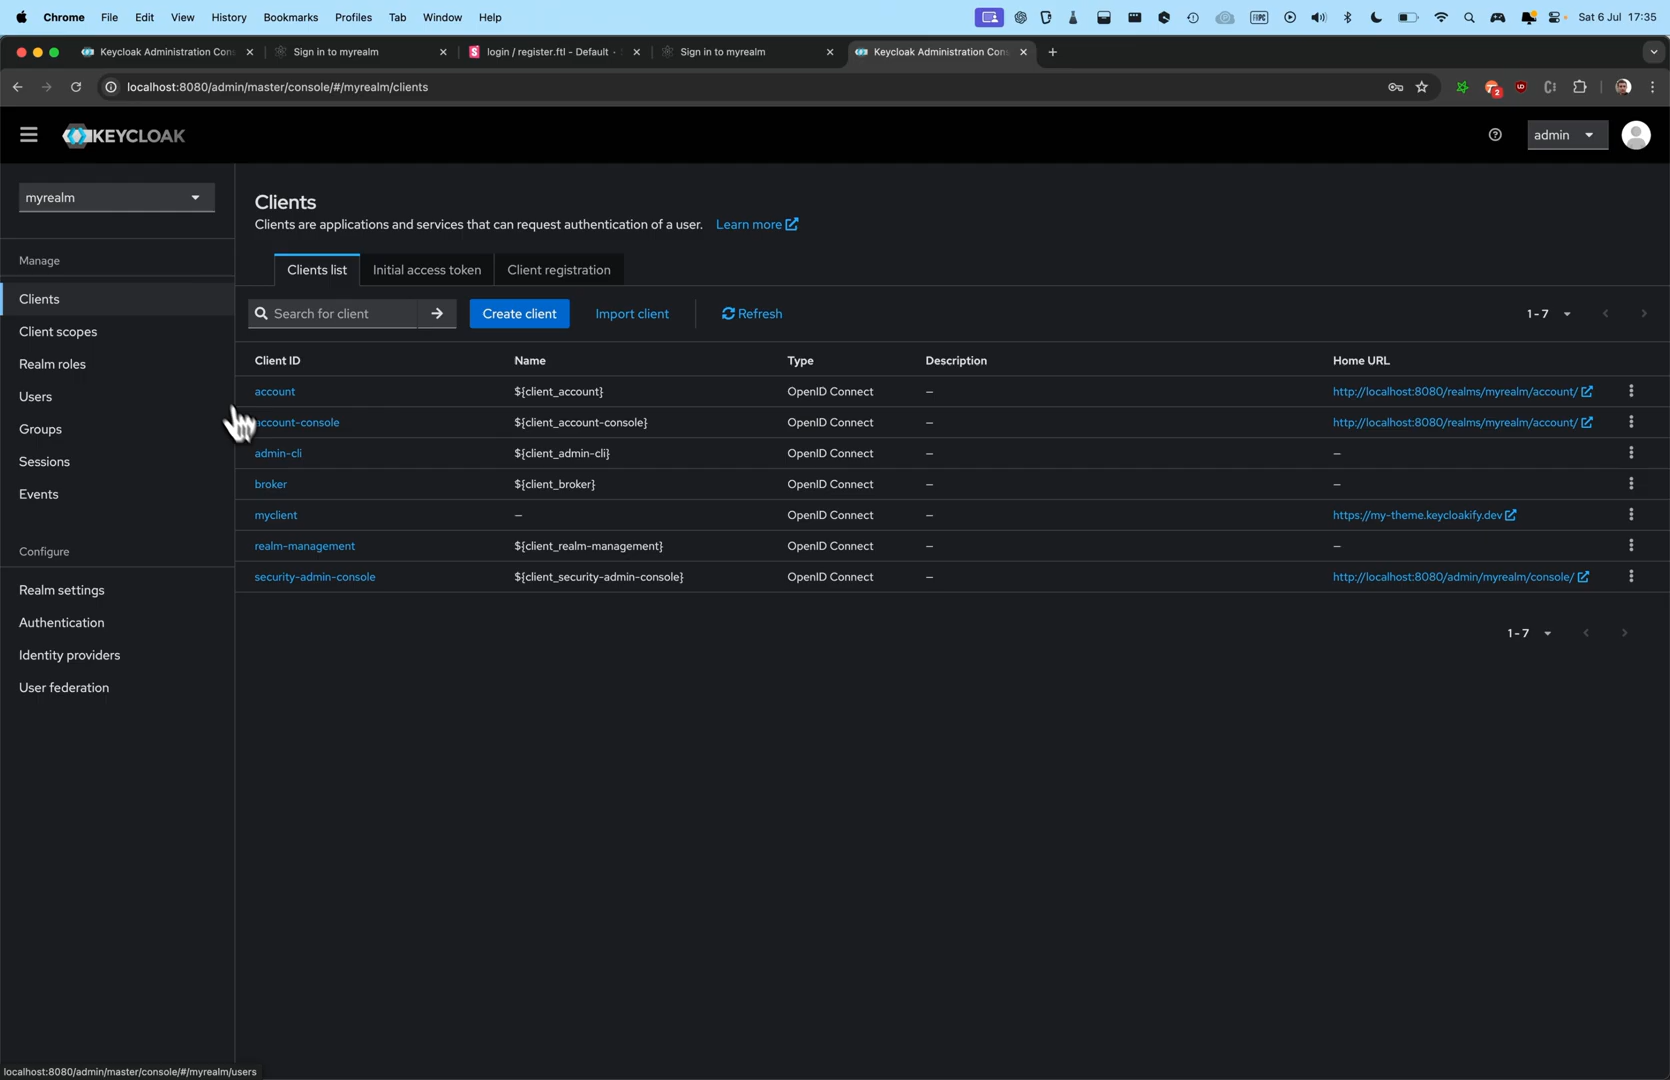 Chrome File Edit View History Bookmarks Profiles Tab Window Help Sat 6 Jul 17:35
Keycloak Administration Con Sign in to myrealm login / register.ftl - Default - Sign in to myrealm Keycloak Administration Con
localhost:8080/admin/master/console/#/myrealm/clients
KEYCLOAK admin
myrealm
Manage
Clients
Client scopes
Realm roles
Users
Groups
Sessions
Events
Configure
Realm settings
Authentication
Identity providers
User federation
Clients
Clients are applications and services that can request authentication of a user. Learn more
Clients list Initial access token Client registration
Search for client Create client Import client Refresh 1-7
Client ID Name Type Description Home URL
account ${client_account} OpenID Connect – http://localhost:8080/realms/myrealm/account/
account-console ${client_account-console} OpenID Connect – http://localhost:8080/realms/myrealm/account/
admin-cli ${client_admin-cli} OpenID Connect – –
broker ${client_broker} OpenID Connect – –
myclient – OpenID Connect – https://my-theme.keycloakify.dev
realm-management ${client_realm-management} OpenID Connect – –
security-admin-console ${client_security-admin-console} OpenID Connect – http://localhost:8080/admin/myrealm/console/
1-7
localhost:8080/admin/master/console/#/myrealm/users